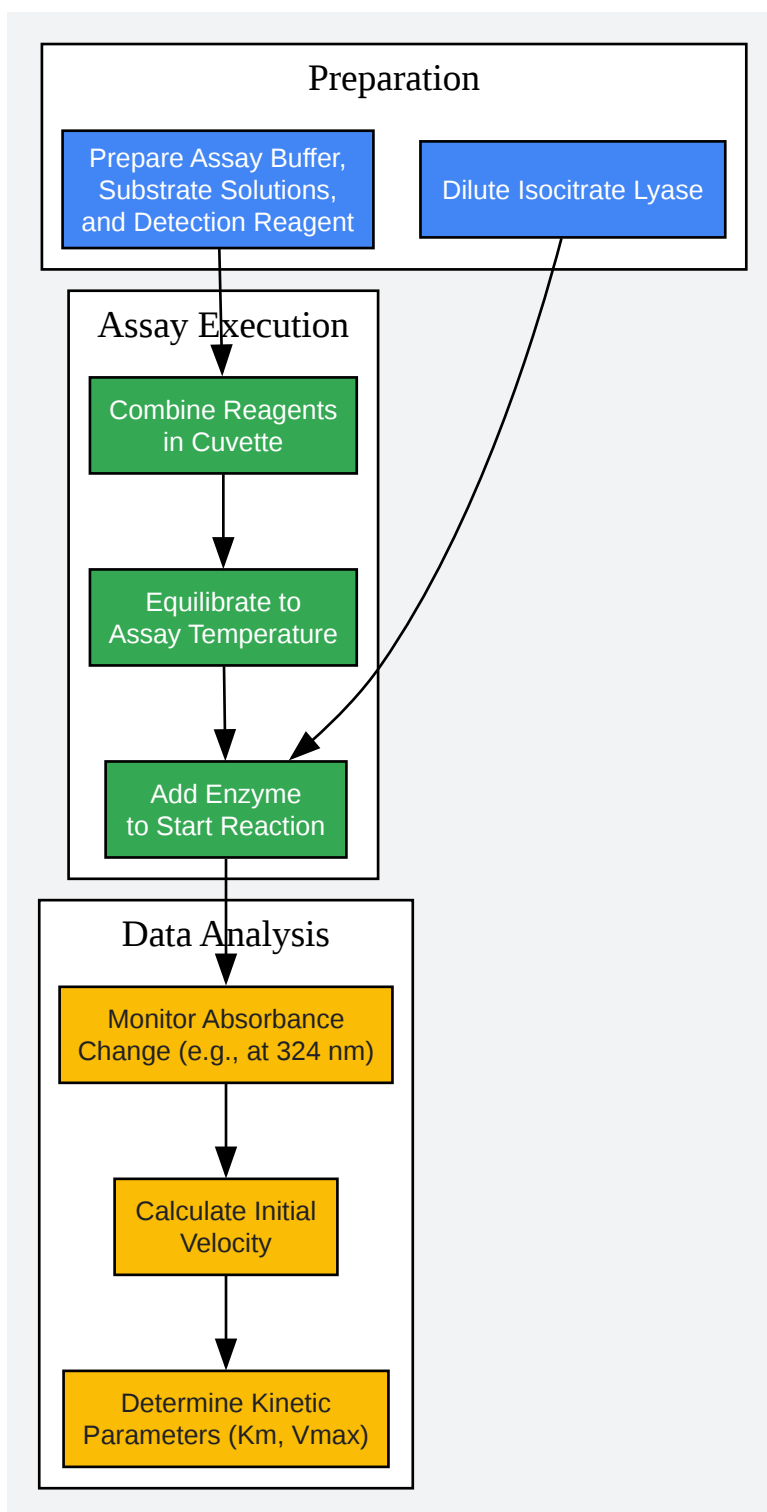 Preparation
Prepare Assay Buffer,
Substrate Solutions,
and Detection Reagent
Dilute Isocitrate Lyase
Assay Execution
Combine Reagents
in Cuvette
Equilibrate to
Assay Temperature
Add Enzyme
to Start Reaction
Data Analysis
Monitor Absorbance
Change (e.g., at 324 nm)
Calculate Initial
Velocity
Determine Kinetic
Parameters (Km, Vmax)